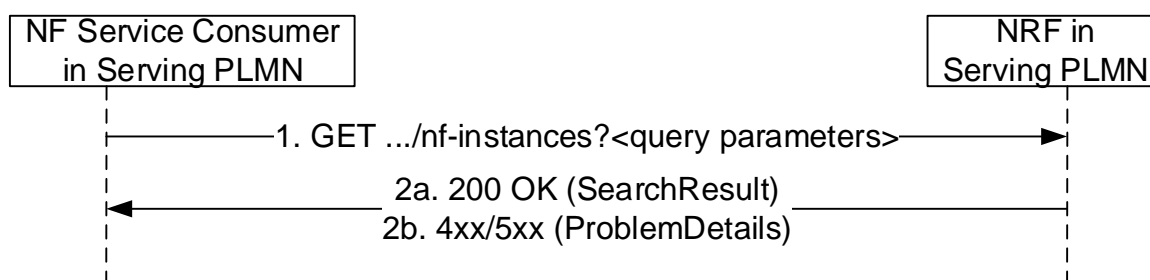 NF Service Consumer
in Serving PLMN
NRF in
Serving PLMN
1. GET .../nf-instances?<query parameters>
2a. 200 OK (SearchResult)
2b. 4xx/5xx (ProblemDetails)